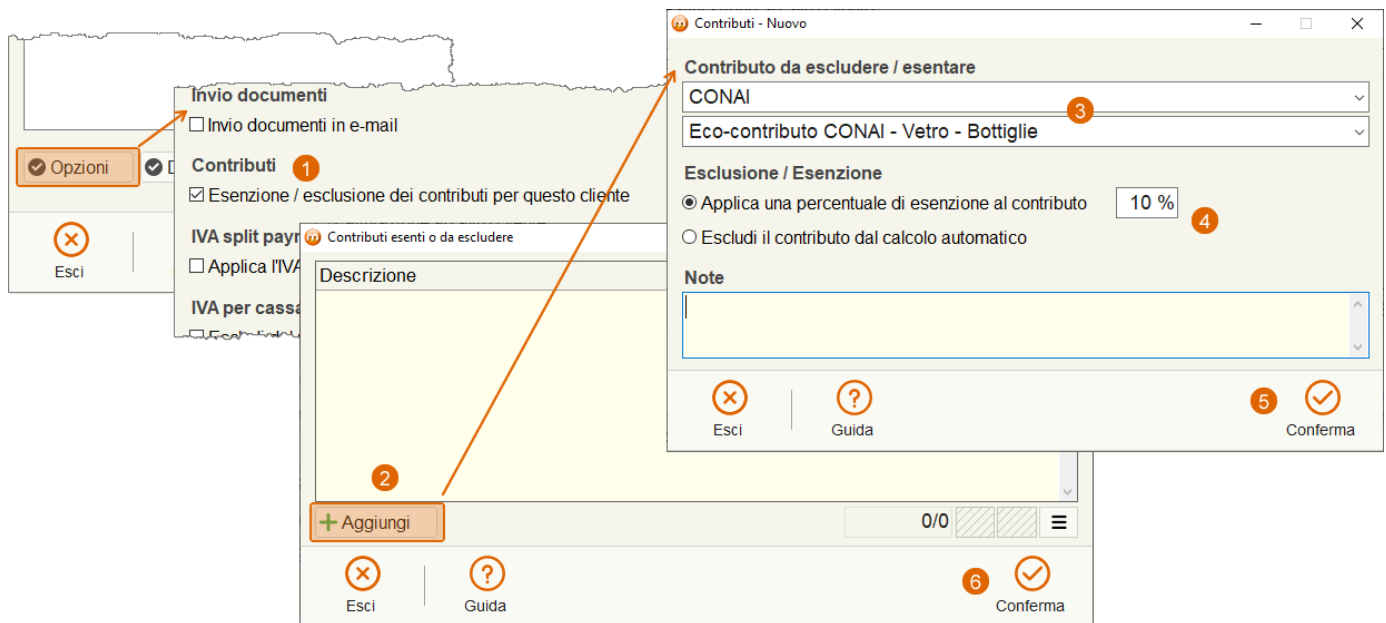 Opzioni
Esci
Invio documenti
Invio documenti in e-mail
Contributi 1
Esenzione / esclusione dei contributi per questo cliente
IVA split payr
Applica l'IVA
IVA per cassa
Contributi esenti o da escludere
Descrizione
2
Aggiungi
0/0
Esci
Guida
6
Conferma
Contributi - Nuovo
Contributo da escludere / esentare
CONAI
3
Eco-contributo CONAI - Vetro - Bottiglie
Esclusione / Esenzione
Applica una percentuale di esenzione al contributo 10 %
4
Escludi il contributo dal calcolo automatico
Note
Esci
Guida
5
Conferma